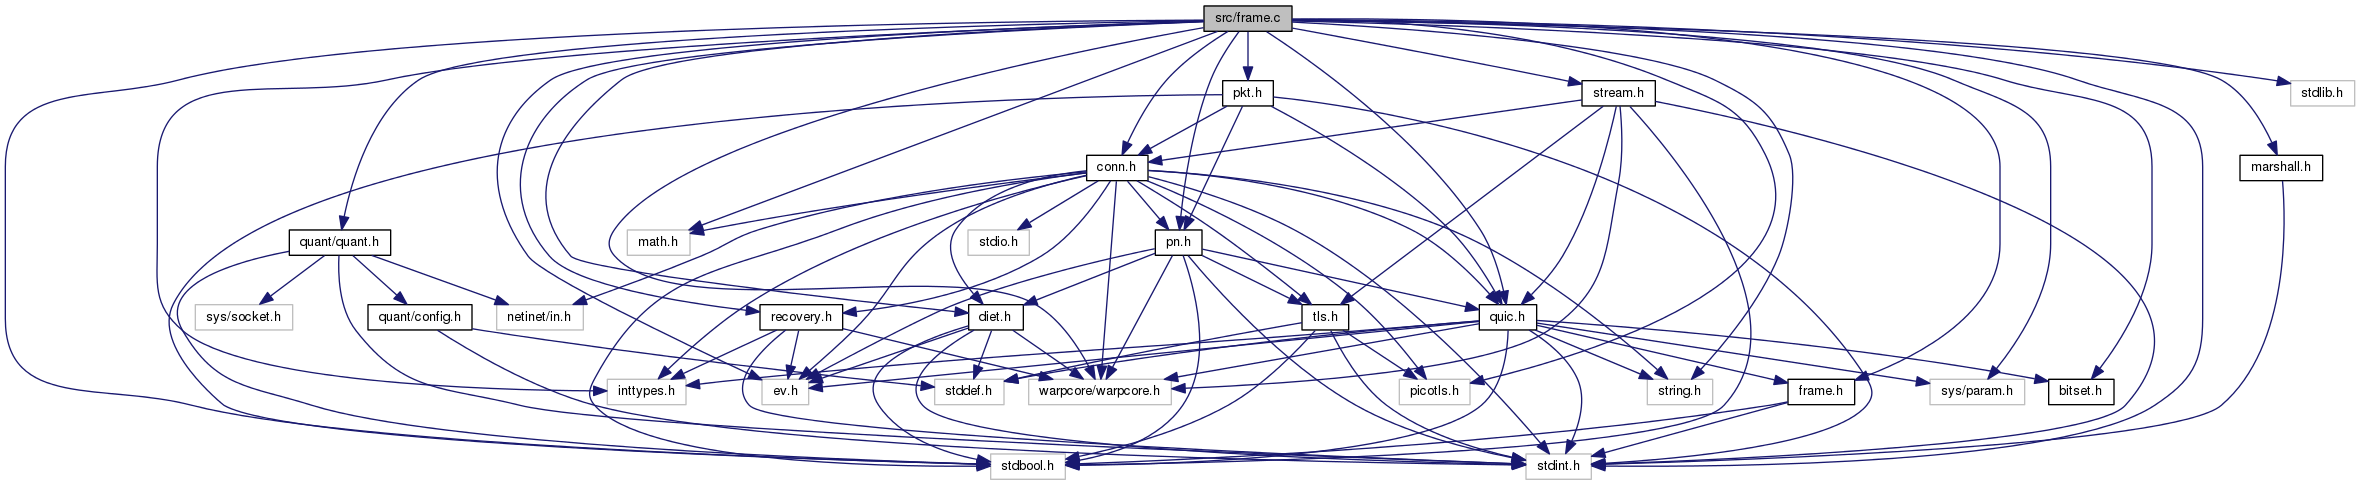 src/frame.c
pkt.h
stream.h
stdlib.h
conn.h
marshall.h
quant/quant.h
math.h
stdio.h
pn.h
sys/socket.h
quant/config.h
netinet/in.h
recovery.h
diet.h
tls.h
quic.h
inttypes.h
ev.h
stddef.h
warpcore/warpcore.h
picotls.h
string.h
frame.h
sys/param.h
bitset.h
stdbool.h
stdint.h